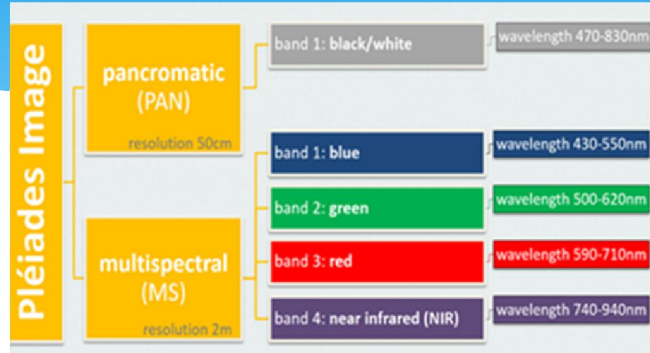 Pléiades Image
pancromatic
(PAN)
resolution 50cm
band 1: black/white
wavelength 470-830nm
multispectral
(MS)
resolution 2m
band 1: blue
wavelength 430-550nm
band 2: green
wavelength 500-620nm
band 3: red
wavelength 590-710nm
band 4: near infrared (NIR)
wavelength 740-940nm